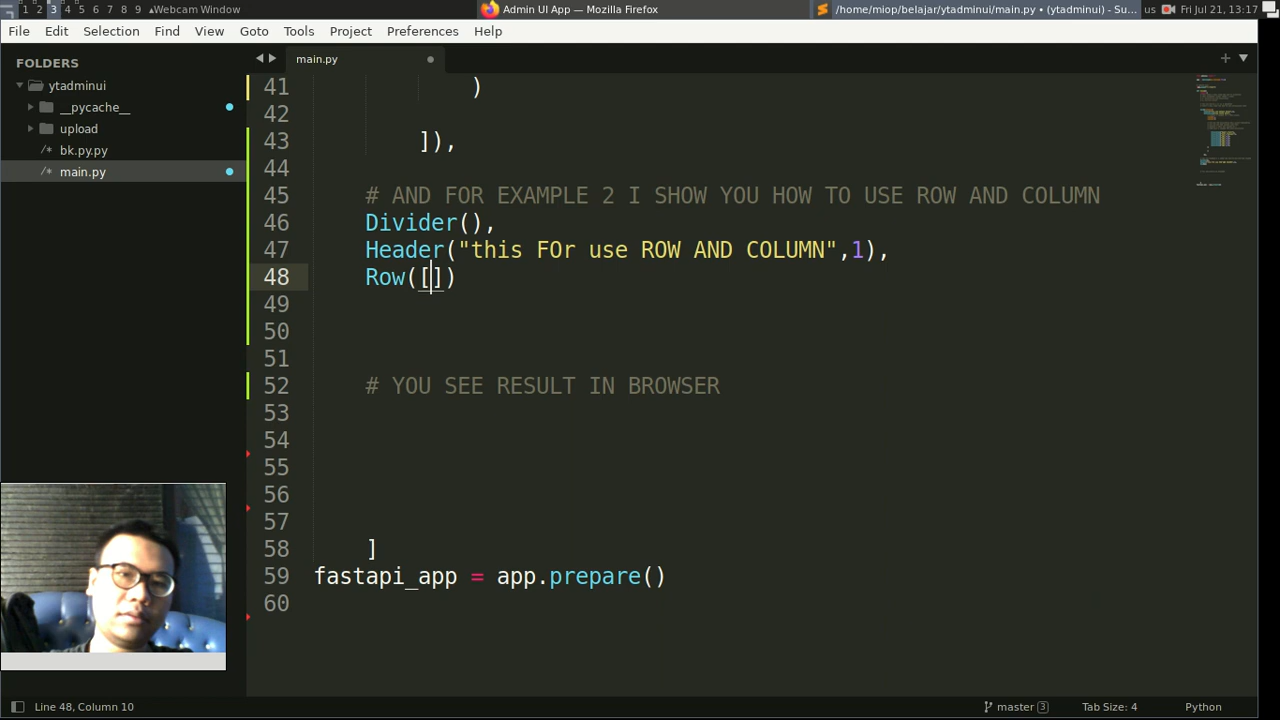 1 2 3 4 5 6 7 8 9 ▴Webcam Window
Admin UI App — Mozilla Firefox
/home/miop/belajar/ytadminui/main.py • (ytadminui) - Su...
us
Fri Jul 21, 13:17
File Edit Selection Find View Goto Tools Project Preferences Help
FOLDERS
ytadminui
__pycache__
upload
/* bk.py.py
/* main.py
main.py
41 )
42
43 ]),
44
45 # AND FOR EXAMPLE 2 I SHOW YOU HOW TO USE ROW AND COLUMN
46 Divider(),
47 Header("this FOr use ROW AND COLUMN",1),
48 Row([])
49
50
51
52 # YOU SEE RESULT IN BROWSER
53
54
55
56
57
58 ]
59 fastapi_app = app.prepare()
60
Line 48, Column 10
master 3
Tab Size: 4
Python